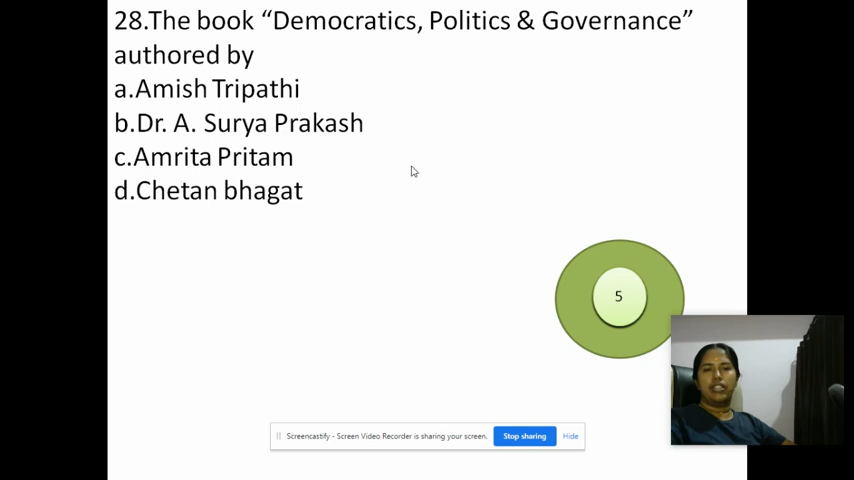 28.The book “Democratics, Politics & Governance”
authored by
a.Amish Tripathi
b.Dr. A. Surya Prakash
c.Amrita Pritam
d.Chetan bhagat
5
Screencastify - Screen Video Recorder is sharing your screen. Stop sharing Hide